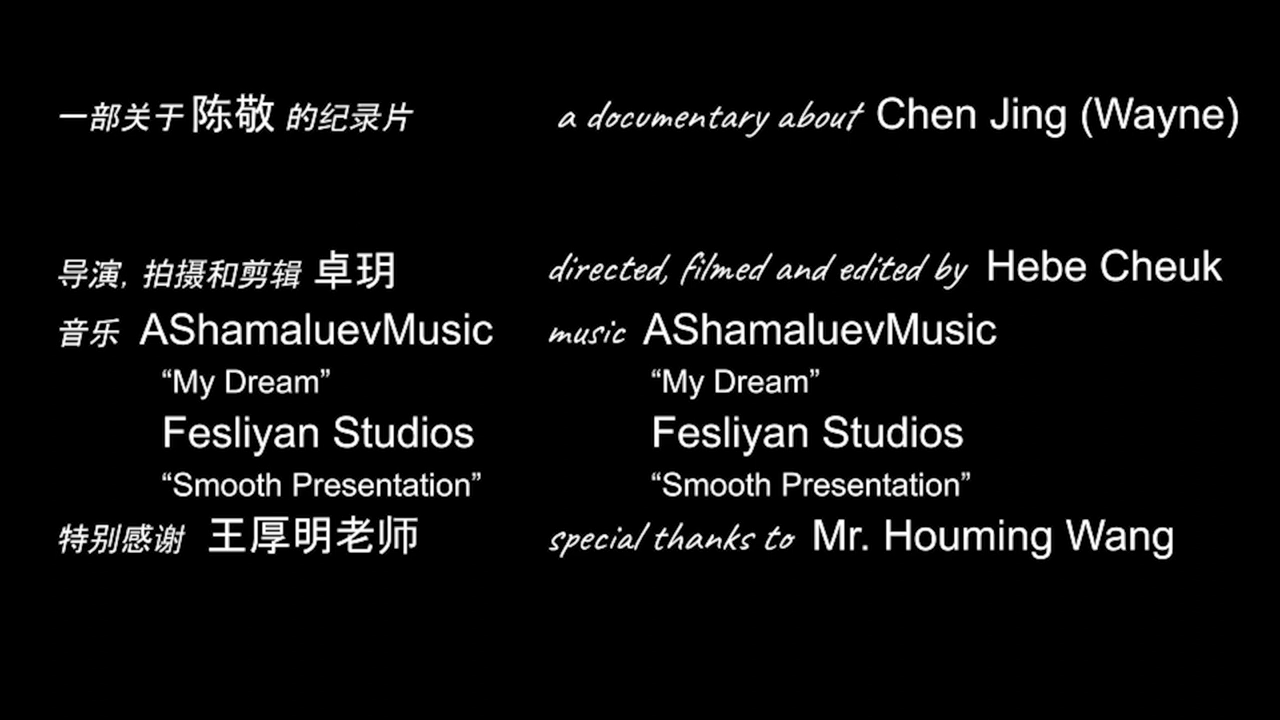 一部关于 陈敬 的纪录片 a documentary about Chen Jing (Wayne)
导演, 拍摄和剪辑 卓玥 directed, filmed and edited by Hebe Cheuk
音乐 AShamaluevMusic music AShamaluevMusic
“My Dream” “My Dream”
Fesliyan Studios Fesliyan Studios
“Smooth Presentation” “Smooth Presentation”
特别感谢 王厚明老师 special thanks to Mr. Houming Wang